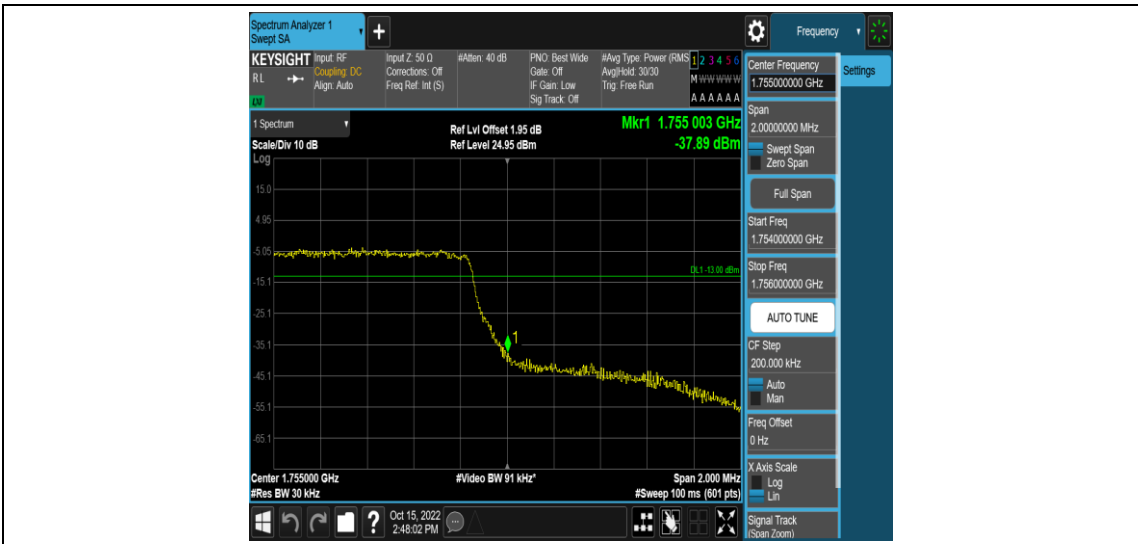 Spectrum Analyzer 1
Swept SA
+
Frequency
KEYSIGHT
RL
LXI
Input: RF
Coupling: DC
Align: Auto
Input Z: 50 Ω
Corrections: Off
Freq Ref: Int (S)
#Atten: 40 dB
PNO: Best Wide
Gate: Off
IF Gain: Low
Sig Track: Off
#Avg Type: Power (RMS
Avg|Hold: 30/30
Trig: Free Run
1 2 3 4 5 6
M W W W W W
A A A A A A
Center Frequency
1.755000000 GHz
Settings
Span
2.00000000 MHz
Swept Span
Zero Span
Full Span
Start Freq
1.754000000 GHz
Stop Freq
1.756000000 GHz
AUTO TUNE
CF Step
200.000 kHz
Auto
Man
Freq Offset
0 Hz
X Axis Scale
Log
Lin
Signal Track
(Span Zoom)
1 Spectrum
Scale/Div 10 dB
Log
Ref Lvl Offset 1.95 dB
Ref Level 24.95 dBm
Mkr1 1.755 003 GHz
-37.89 dBm
15.0
4.95
-5.05
DL1 -13.00 dBm
-15.1
-25.1
-35.1
1
-45.1
-55.1
-65.1
Center 1.755000 GHz
#Res BW 30 kHz
#Video BW 91 kHz*
Span 2.000 MHz
#Sweep 100 ms (601 pts)
?
Oct 15, 2022
2:48:02 PM